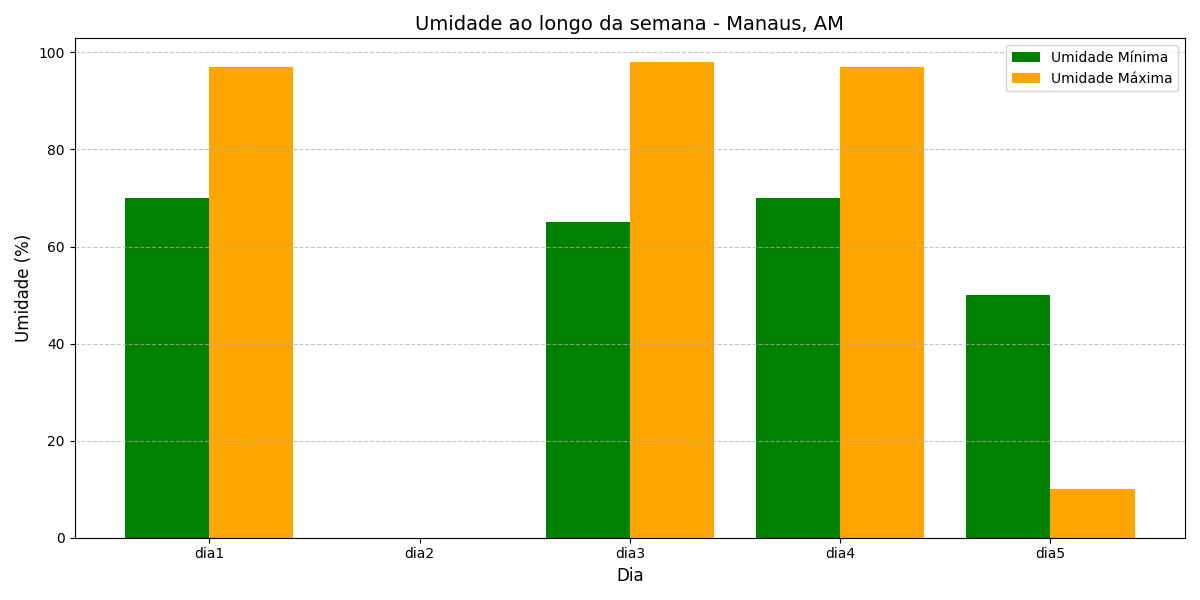 Umidade ao longo da semana - Manaus, AM
Umidade Mínima
Umidade Máxima
Umidade (%)
100
80
60
40
20
0
dia1
dia2
dia3
dia4
dia5
Dia